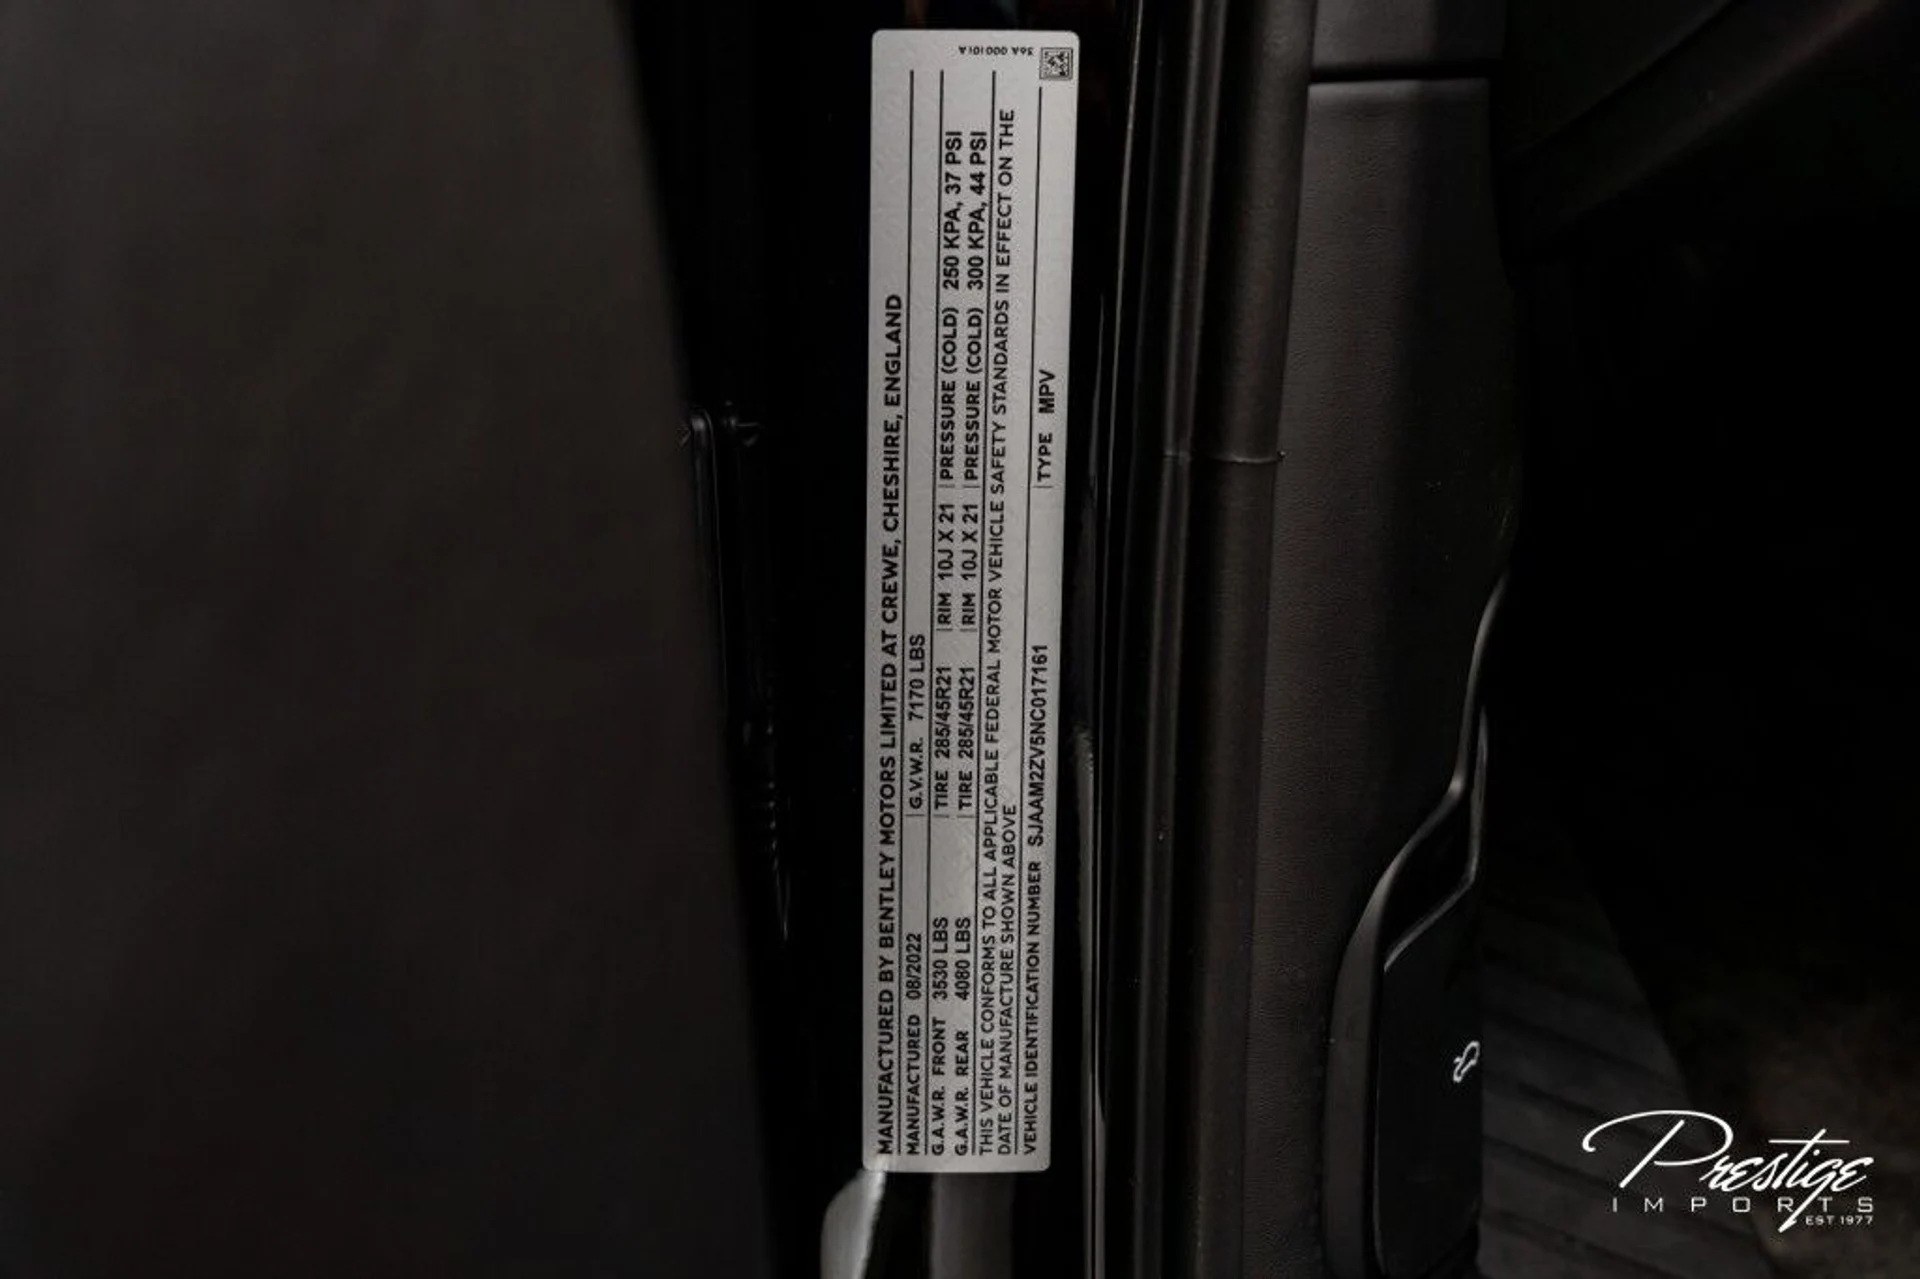 MANUFACTURED BY BENTLEY MOTORS LIMITED AT CREWE, CHESHIRE, ENGLAND
MANUFACTURED 08/2022 G.V.W.R. 7170 LBS
G.A.W.R. FRONT 3530 LBS TIRE 285/45R21 RIM 10J X 21 PRESSURE (COLD) 250 KPA, 37 PSI
G.A.W.R. REAR 4080 LBS TIRE 285/45R21 RIM 10J X 21 PRESSURE (COLD) 300 KPA, 44 PSI
THIS VEHICLE CONFORMS TO ALL APPLICABLE FEDERAL MOTOR VEHICLE SAFETY STANDARDS IN EFFECT ON THE
DATE OF MANUFACTURE SHOWN ABOVE
VEHICLE IDENTIFICATION NUMBER SJAAM2ZV5NC017161 TYPE MPV
36A 000 101 A
Prestige
IMPORTS
EST 1977